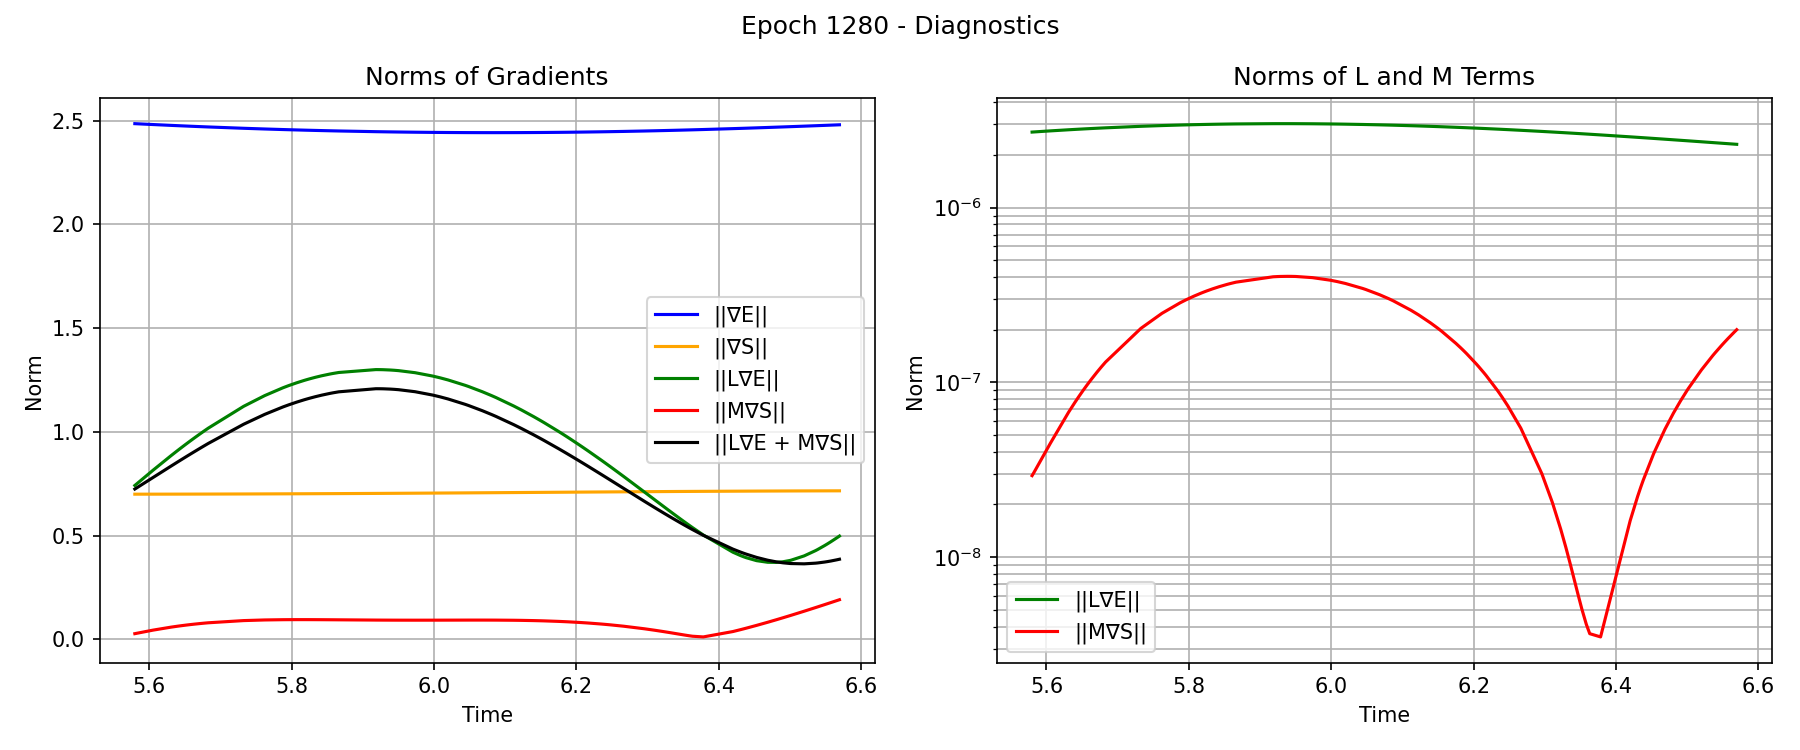 Epoch 1280 - Diagnostics
Norms of Gradients
2.5
2.0
1.5
1.0
0.5
0.0
Norm
||∇E||
||∇S||
||L∇E||
||M∇S||
||L∇E + M∇S||
5.6 5.8 6.0 6.2 6.4 6.6
Time
Norms of L and M Terms
10⁻⁶
10⁻⁷
10⁻⁸
Norm
||L∇E||
||M∇S||
5.6 5.8 6.0 6.2 6.4 6.6
Time